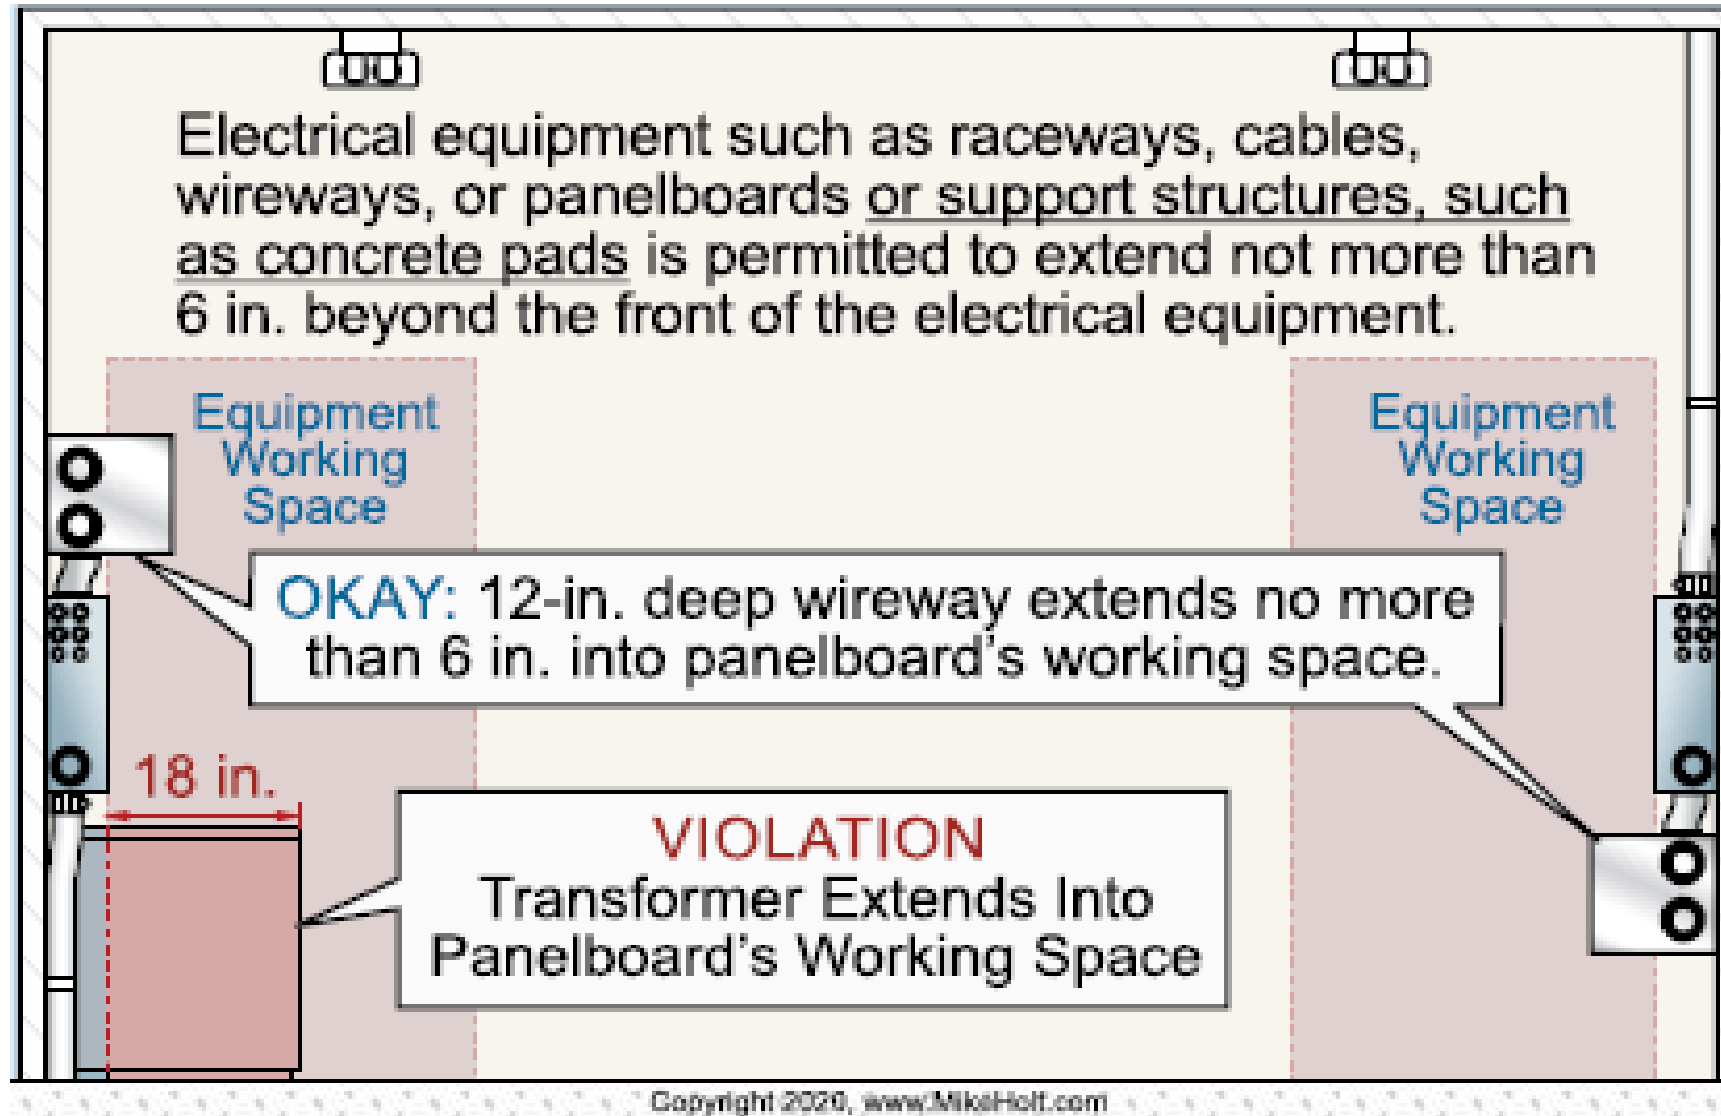 Electrical equipment such as raceways, cables,
wireways, or panelboards or support structures, such
as concrete pads is permitted to extend not more than
6 in. beyond the front of the electrical equipment.
Equipment
Working
Space
Equipment
Working
Space
OKAY: 12-in. deep wireway extends no more
than 6 in. into panelboard's working space.
18 in.
VIOLATION
Transformer Extends Into
Panelboard's Working Space
Copyright 2020, www.MikeHolt.com